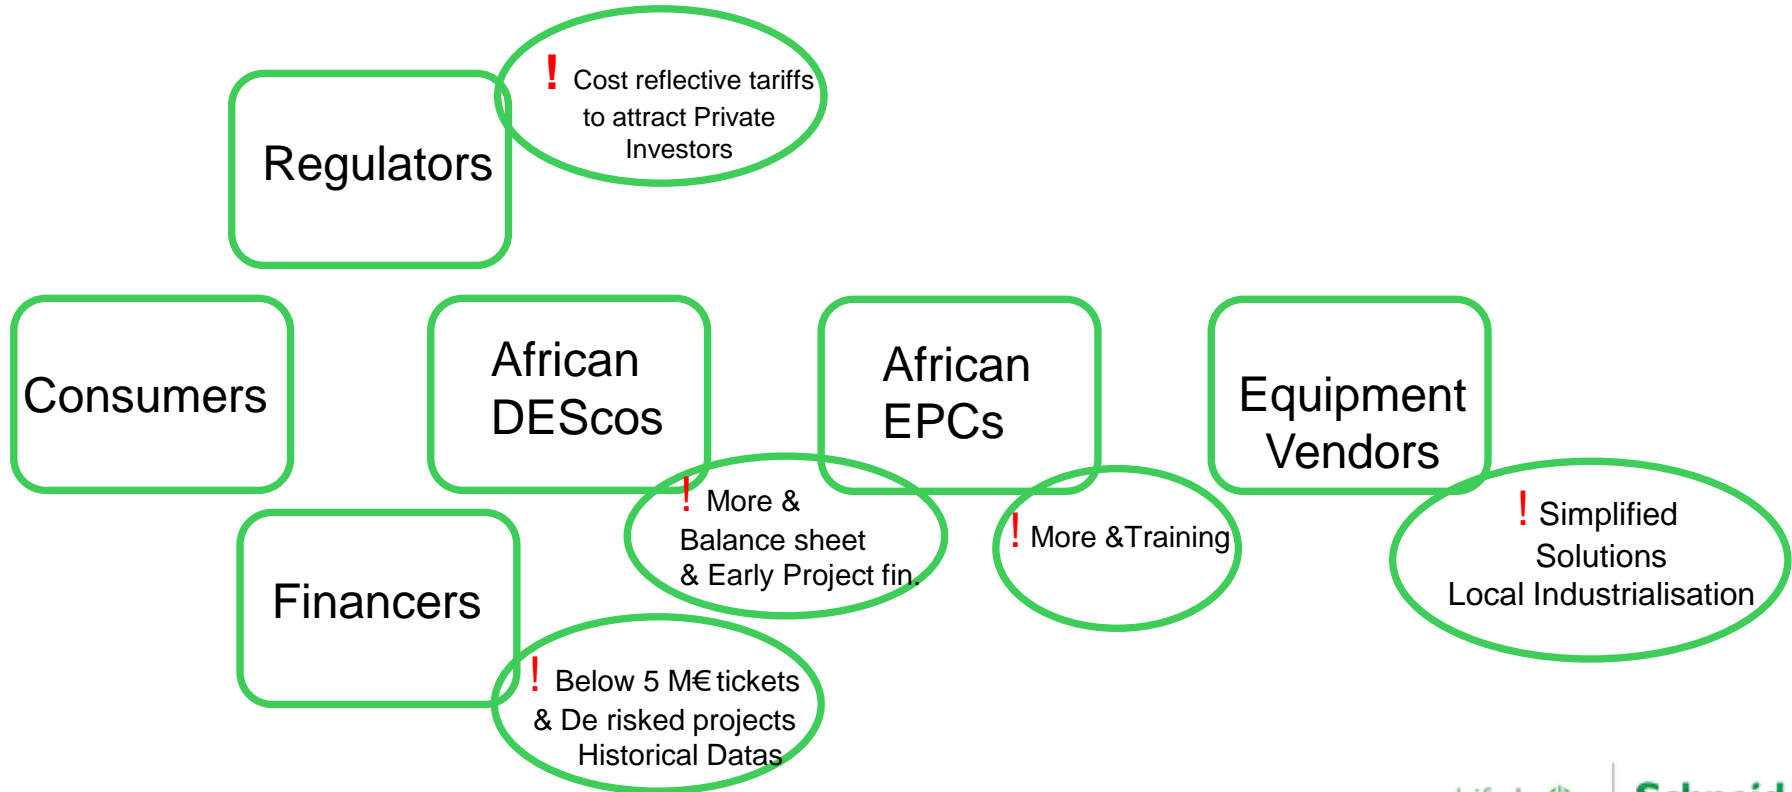 ! Cost reflective tariffs
to attract Private
Investors
Regulators
Consumers
African
DEScos
African
EPCs
Equipment
Vendors
! More &
Balance sheet
& Early Project fin.
! More &Training
! Simplified
Solutions
Local Industrialisation
Financers
! Below 5 M€ tickets
& De risked projects
Historical Datas